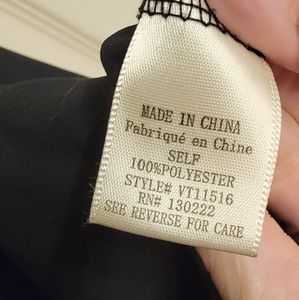 MADE IN CHINA
Fabriqué en Chine
SELF
100%POLYESTER
STYLE# VT11516
RN# 130222
SEE REVERSE FOR CARE